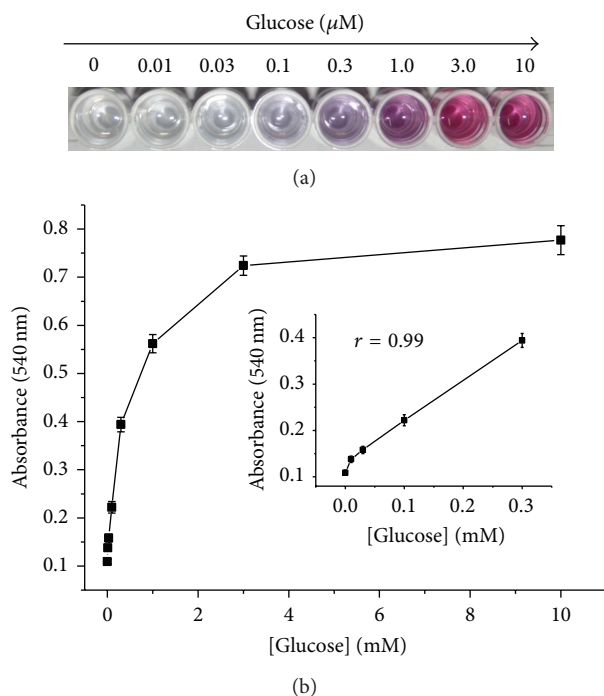 Glucose (μM)
0 0.01 0.03 0.1 0.3 1.0 3.0 10
(a)
0.8
0.7
0.6
0.5
0.4
0.3
0.2
0.1
Absorbance (540 nm)
0 2 4 6 8 10
[Glucose] (mM)
r = 0.99
0.4
0.3
0.2
0.1
Absorbance (540 nm)
0.0 0.1 0.2 0.3
[Glucose] (mM)
(b)